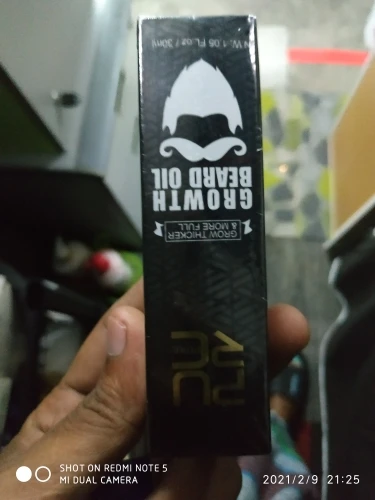 GROW THICKER
& MORE FULL
GROWTH
BEARD OIL
N.W. 1.06 FL.oz / 30ml
SHOT ON REDMI NOTE 5
MI DUAL CAMERA
2021/2/9 21:25